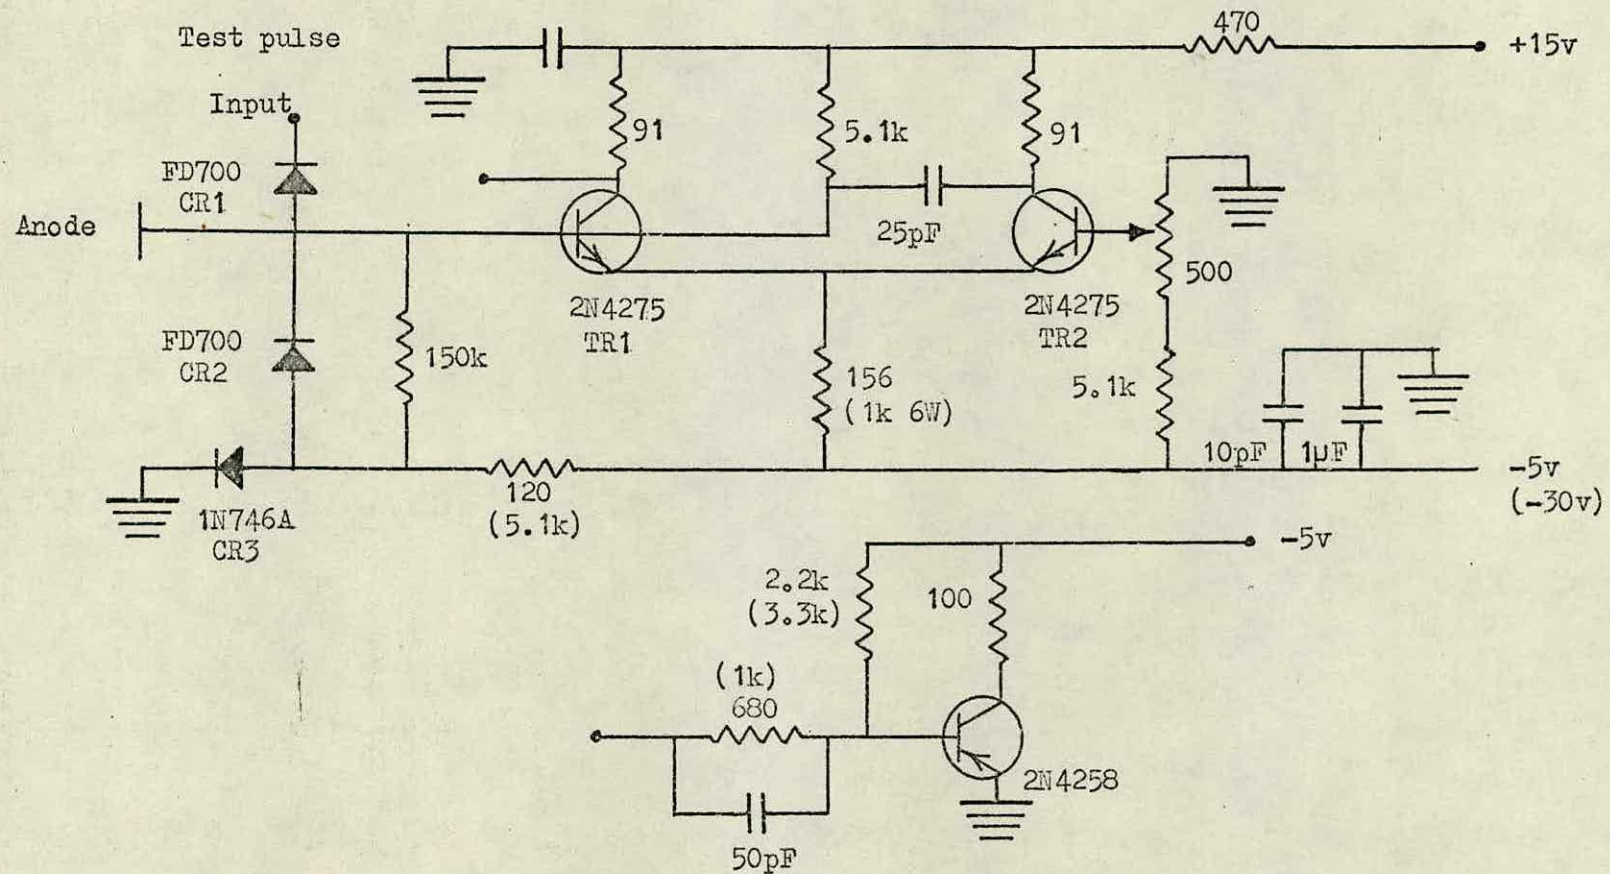 470
Test pulse
+15v
Input
91
5.1k
91
FD700
CR1
Anode
25pF
500
2N4275
TR1
2N4275
TR2
FD700
CR2
150k
156
(1k 6W)
5.1k
10pF
1µF
-5v
(-30v)
120
(5.1k)
1N746A
CR3
-5v
2.2k
(3.3k)
100
(1k)
680
2N4258
50pF